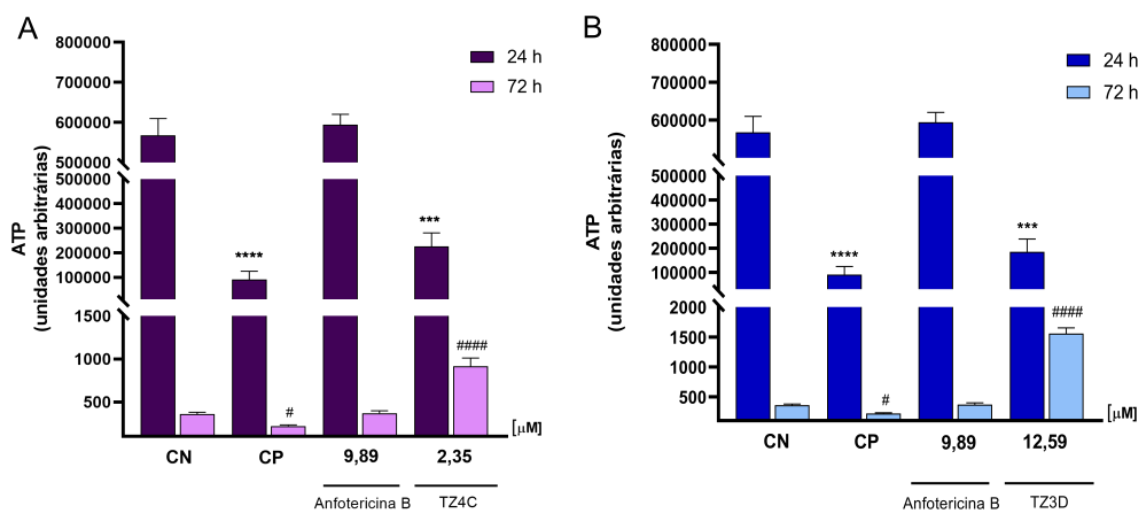 A
ATP
(unidades arbitrárias)
800000
700000
600000
500000
500000
400000
300000
200000
100000
1500
1000
500
24 h
72 h
****
#
***
####
[µM]
CN
CP
9,89
2,35
Anfotericina B
TZ4C
B
ATP
(unidades arbitrárias)
800000
700000
600000
500000
400000
300000
200000
100000
2000
1500
1000
500
24 h
72 h
****
#
***
####
[µM]
CN
CP
9,89
12,59
Anfotericina B
TZ3D